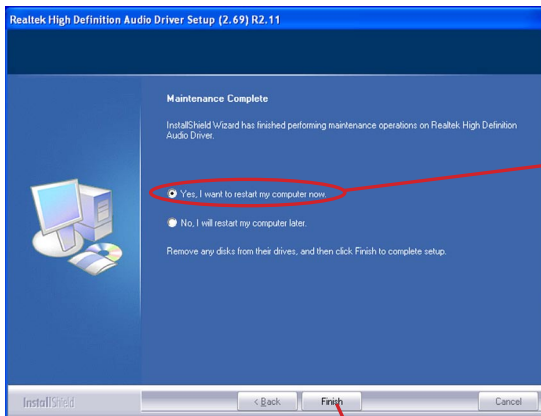 Realtek High Definition Audio Driver Setup (2.69) R2.11
Maintenance Complete
InstallShield Wizard has finished performing maintenance operations on Realtek High Definition
Audio Driver.
Yes, I want to restart my computer now.
No, I will restart my computer later.
Remove any disks from their drives, and then click Finish to complete setup.
InstallShield
< Back
Finish
Cancel